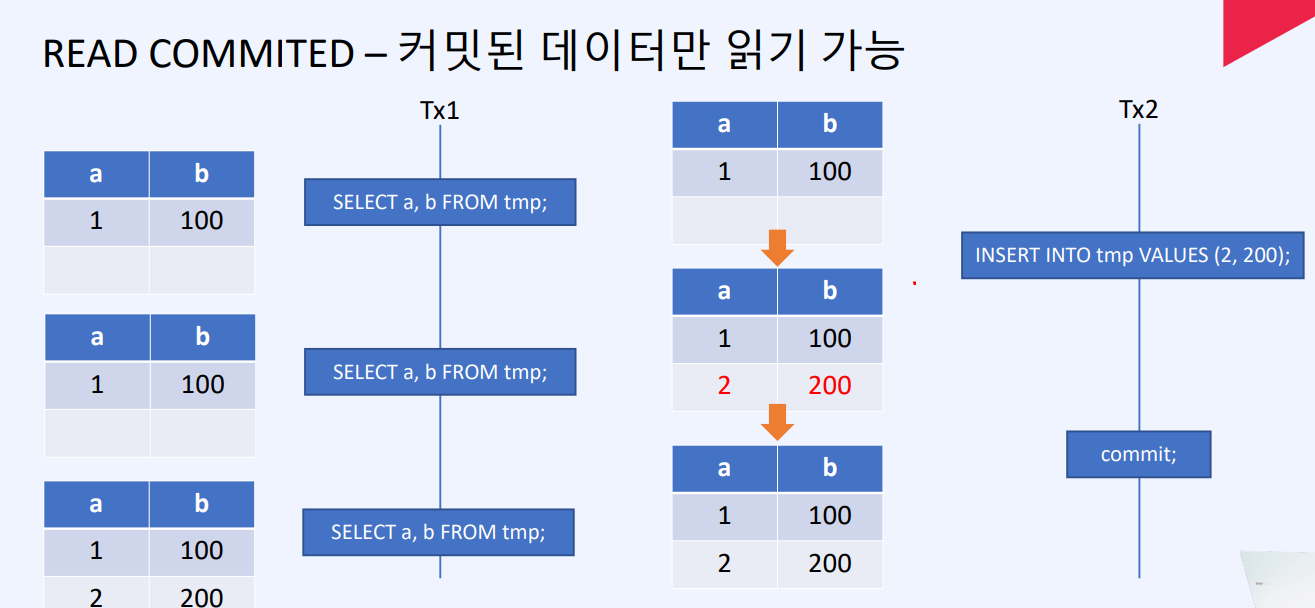 READ COMMITED – 커밋된 데이터만 읽기 가능
Tx1
a b
1 100
SELECT a, b FROM tmp;
a b
1 100
SELECT a, b FROM tmp;
a b
1 100
2 200
SELECT a, b FROM tmp;
a b
1 100
a b
1 100
2 200
a b
1 100
2 200
Tx2
INSERT INTO tmp VALUES (2, 200);
commit;